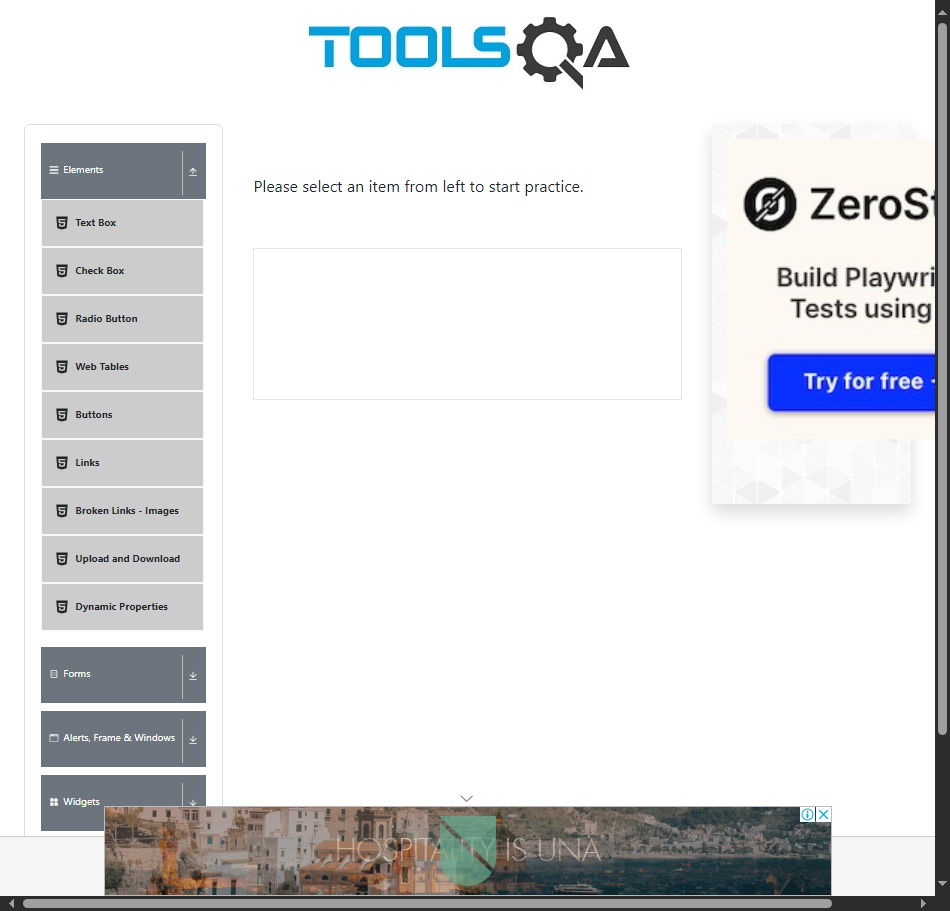 TOOLSQA
Elements
Text Box
Check Box
Radio Button
Web Tables
Buttons
Links
Broken Links - Images
Upload and Download
Dynamic Properties
Forms
Alerts, Frame & Windows
Widgets
Please select an item from left to start practice.
ZeroSt
Build Playwri
Tests using
Try for free
HOSPITALITY IS UNA